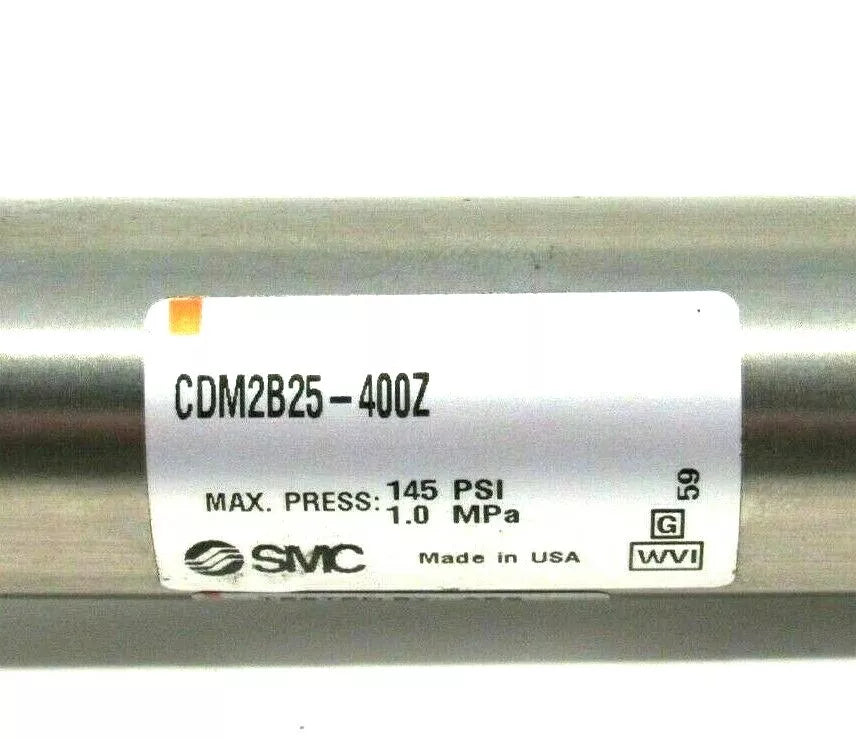 CDM2B25-400Z
MAX. PRESS: 145 PSI
1.0 MPa
SMC
Made in USA
59
G
WVI